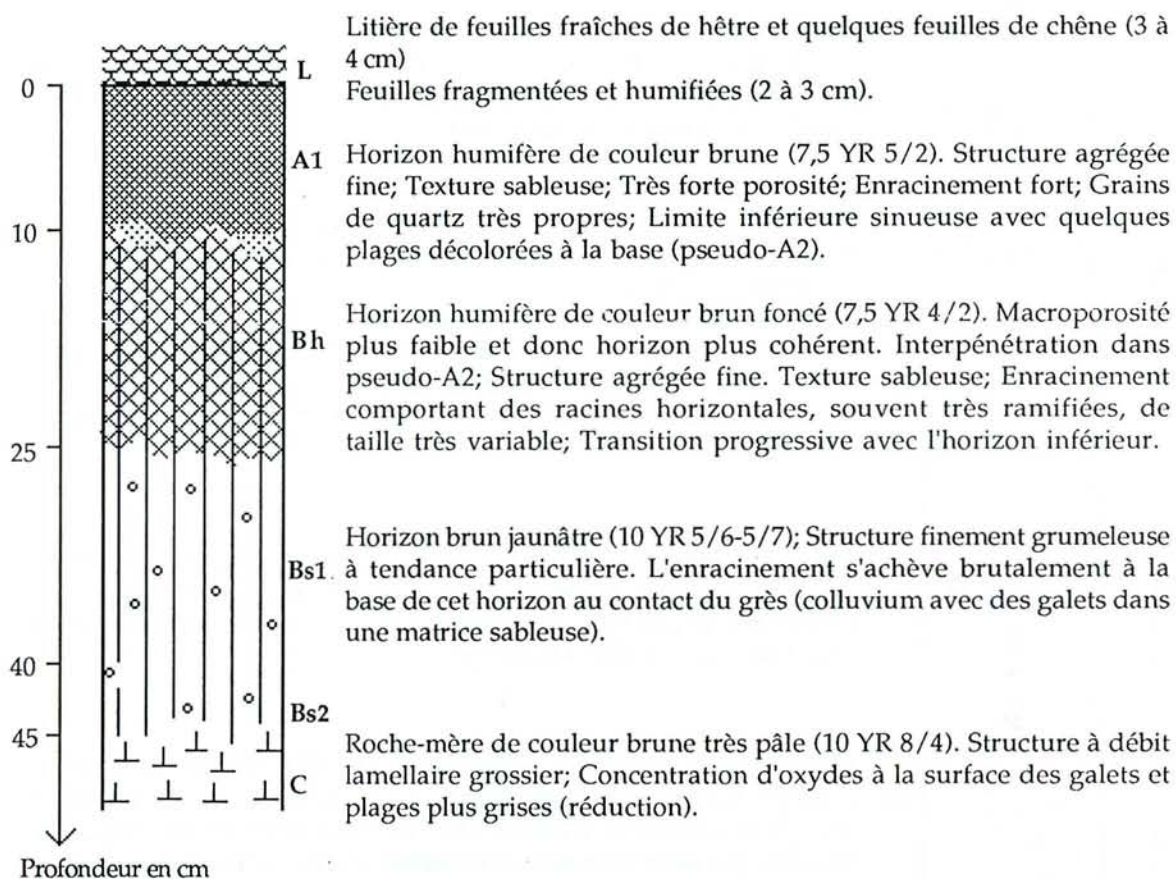 Litière de feuilles fraîches de hêtre et quelques feuilles de chêne (3 à
4 cm)
L
Feuilles fragmentées et humifiées (2 à 3 cm).
0
A1
Horizon humifère de couleur brune (7,5 YR 5/2). Structure agrégée
fine; Texture sableuse; Très forte porosité; Enracinement fort; Grains
de quartz très propres; Limite inférieure sinueuse avec quelques
plages décolorées à la base (pseudo-A2).
10
Bh
Horizon humifère de couleur brun foncé (7,5 YR 4/2). Macroporosité
plus faible et donc horizon plus cohérent. Interpénétration dans
pseudo-A2; Structure agrégée fine. Texture sableuse; Enracinement
comportant des racines horizontales, souvent très ramifiées, de
taille très variable; Transition progressive avec l'horizon inférieur.
25
Bs1
Horizon brun jaunâtre (10 YR 5/6-5/7); Structure finement grumeleuse
à tendance particulière. L'enracinement s'achève brutalement à la
base de cet horizon au contact du grès (colluvium avec des galets dans
une matrice sableuse).
40
Bs2
45
Roche-mère de couleur brune très pâle (10 YR 8/4). Structure à débit
lamellaire grossier; Concentration d'oxydes à la surface des galets et
plages plus grises (réduction).
C
Profondeur en cm